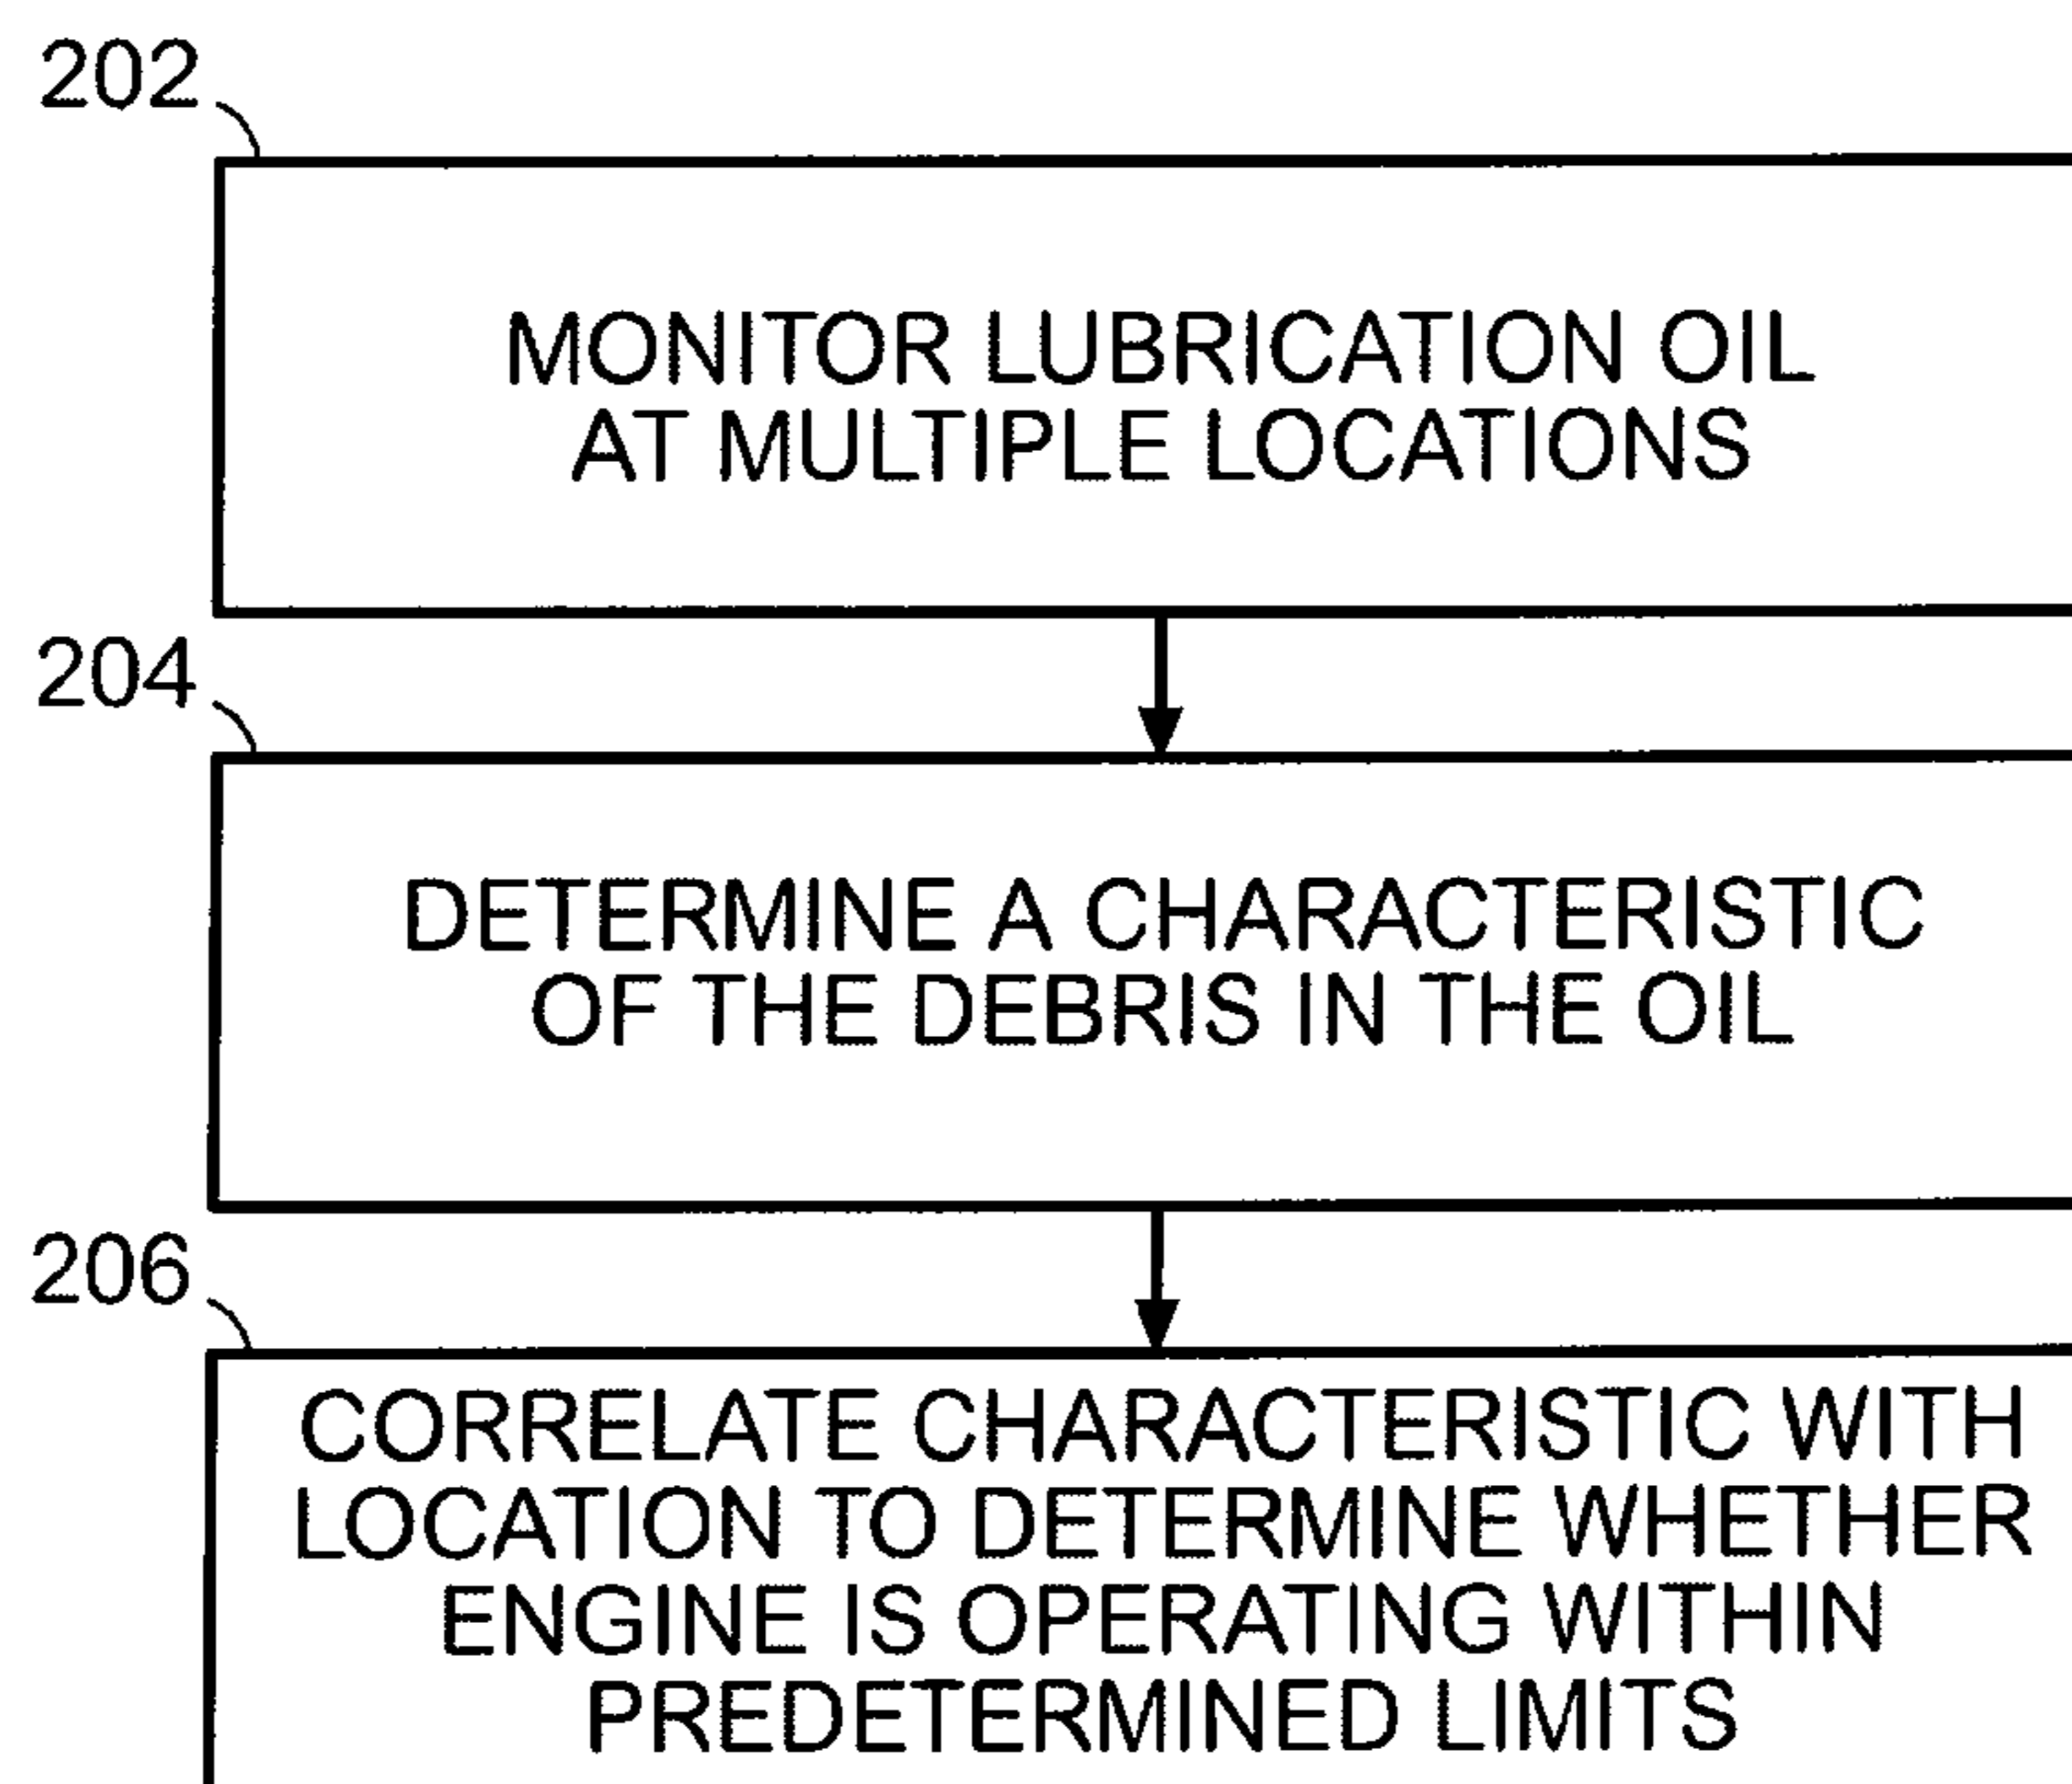 202
MONITOR LUBRICATION OIL
AT MULTIPLE LOCATIONS
204
DETERMINE A CHARACTERISTIC
OF THE DEBRIS IN THE OIL
206
CORRELATE CHARACTERISTIC WITH
LOCATION TO DETERMINE WHETHER
ENGINE IS OPERATING WITHIN
PREDETERMINED LIMITS